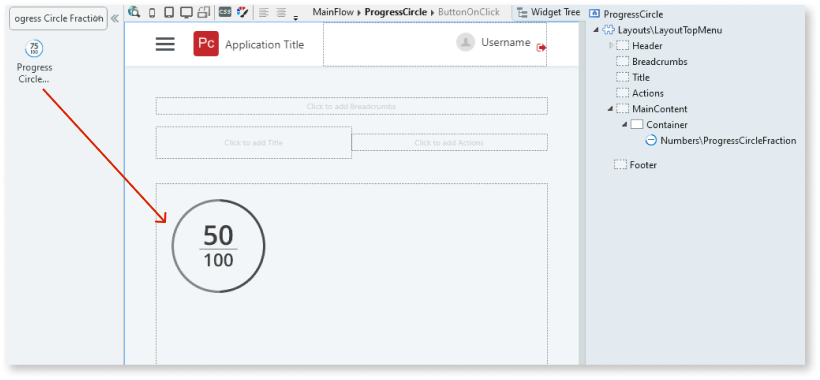 ogress Circle Fraction
75
100
Progress
Circle...
CSS
MainFlow ProgressCircle ButtonOnClick
Widget Tree
Pc
Application Title
Username
Click to add Breadcrumbs
Click to add Title
Click to add Actions
50
100
ProgressCircle
Layouts\LayoutTopMenu
Header
Breadcrumbs
Title
Actions
MainContent
Container
Numbers\ProgressCircleFraction
Footer